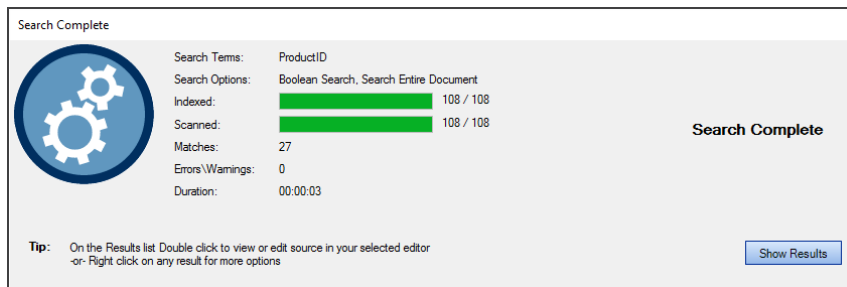 Search Complete
Search Terms: ProductID
Search Options: Boolean Search, Search Entire Document
Indexed: 108 / 108
Scanned: 108 / 108
Matches: 27
Errors\Warnings: 0
Duration: 00:00:03
Search Complete
Tip: On the Results list Double click to view or edit source in your selected editor
-or- Right click on any result for more options
Show Results